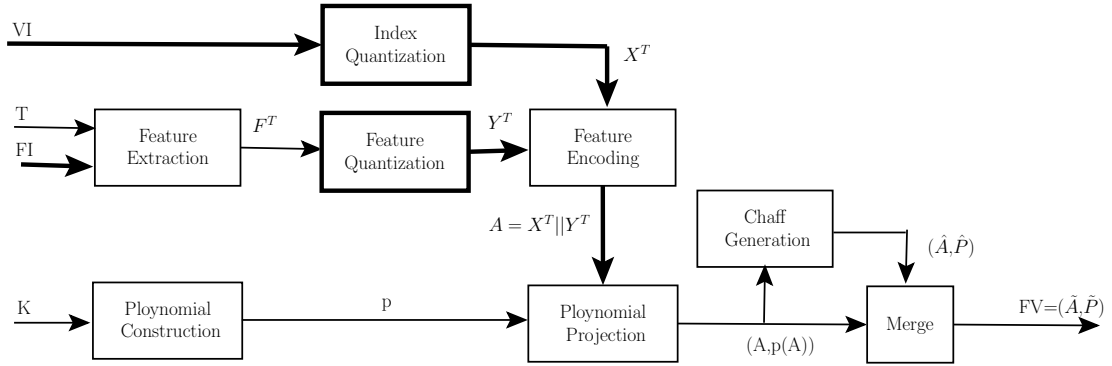 VI
Index
Quantization
X^T
T
Feature
Extraction
FI
F^T
Feature
Quantization
Y^T
Feature
Encoding
A = X^T||Y^T
Chaff
Generation
(Â,P̂)
K
Ploynomial
Construction
p
Ploynomial
Projection
(A,p(A))
Merge
FV=(Ã,P̃)